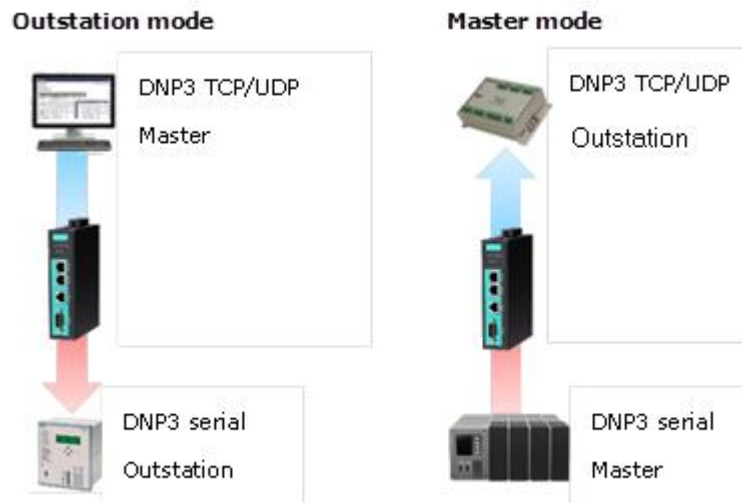 Outstation mode
DNP3 TCP/UDP
Master
DNP3 serial
Outstation
Master mode
DNP3 TCP/UDP
Outstation
DNP3 serial
Master